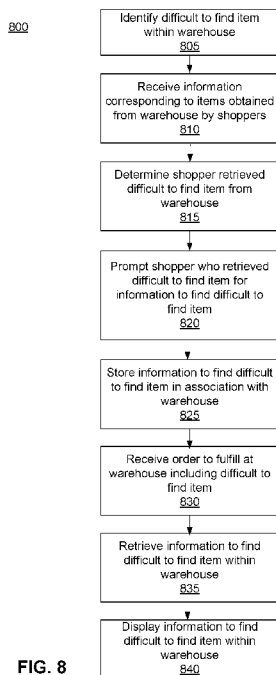 800
Identify difficult to find item
within warehouse
805
Receive information
corresponding to items obtained
from warehouse by shoppers
810
Determine shopper retrieved
difficult to find item from
warehouse
815
Prompt shopper who retrieved
difficult to find item for
information to find difficult to
find item
820
Store information to find difficult
to find item in association with
warehouse
825
Receive order to fulfill at
warehouse including difficult to
find item
830
Retrieve information to find
difficult to find item within
warehouse
835
Display information to find
difficult to find item within
warehouse
840
FIG. 8